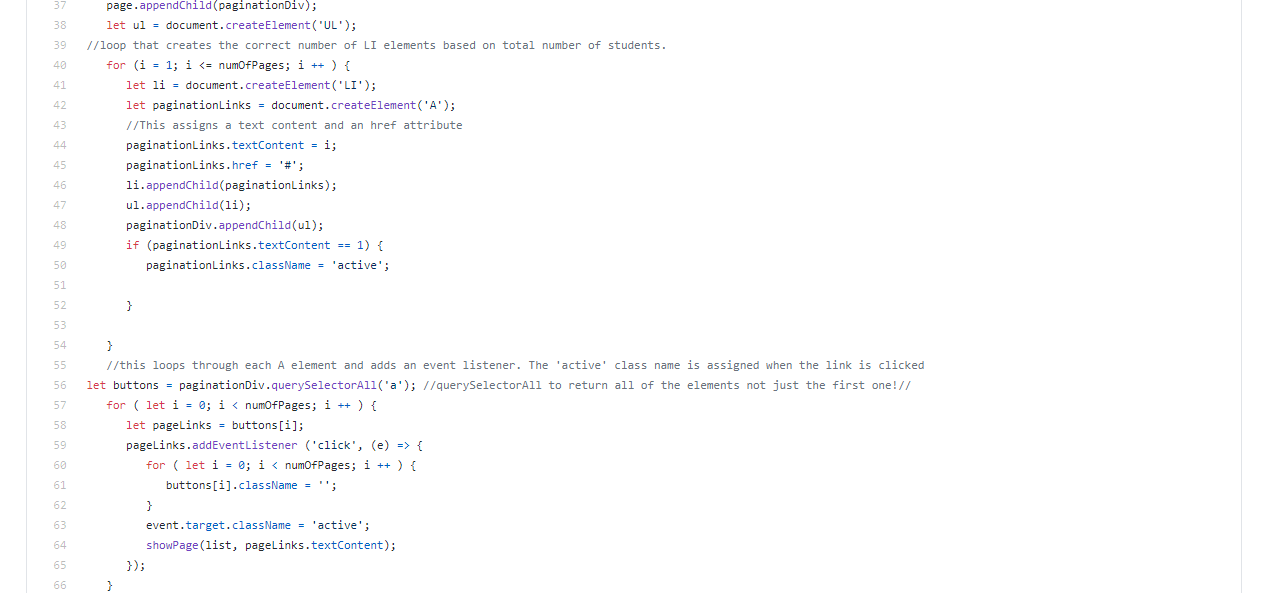 37 page.appendChild(paginationDiv);
38 let ul = document.createElement('UL');
39 //loop that creates the correct number of LI elements based on total number of students.
40 for (i = 1; i <= numOfPages; i ++ ) {
41 let li = document.createElement('LI');
42 let paginationLinks = document.createElement('A');
43 //This assigns a text content and an href attribute
44 paginationLinks.textContent = i;
45 paginationLinks.href = '#';
46 li.appendChild(paginationLinks);
47 ul.appendChild(li);
48 paginationDiv.appendChild(ul);
49 if (paginationLinks.textContent == 1) {
50 paginationLinks.className = 'active';
51
52 }
53
54 }
55 //this loops through each A element and adds an event listener. The 'active' class name is assigned when the link is clicked
56 let buttons = paginationDiv.querySelectorAll('a'); //querySelectorAll to return all of the elements not just the first one!//
57 for ( let i = 0; i < numOfPages; i ++ ) {
58 let pageLinks = buttons[i];
59 pageLinks.addEventListener ('click', (e) => {
60 for ( let i = 0; i < numOfPages; i ++ ) {
61 buttons[i].className = '';
62 }
63 event.target.className = 'active';
64 showPage(list, pageLinks.textContent);
65 });
66 }